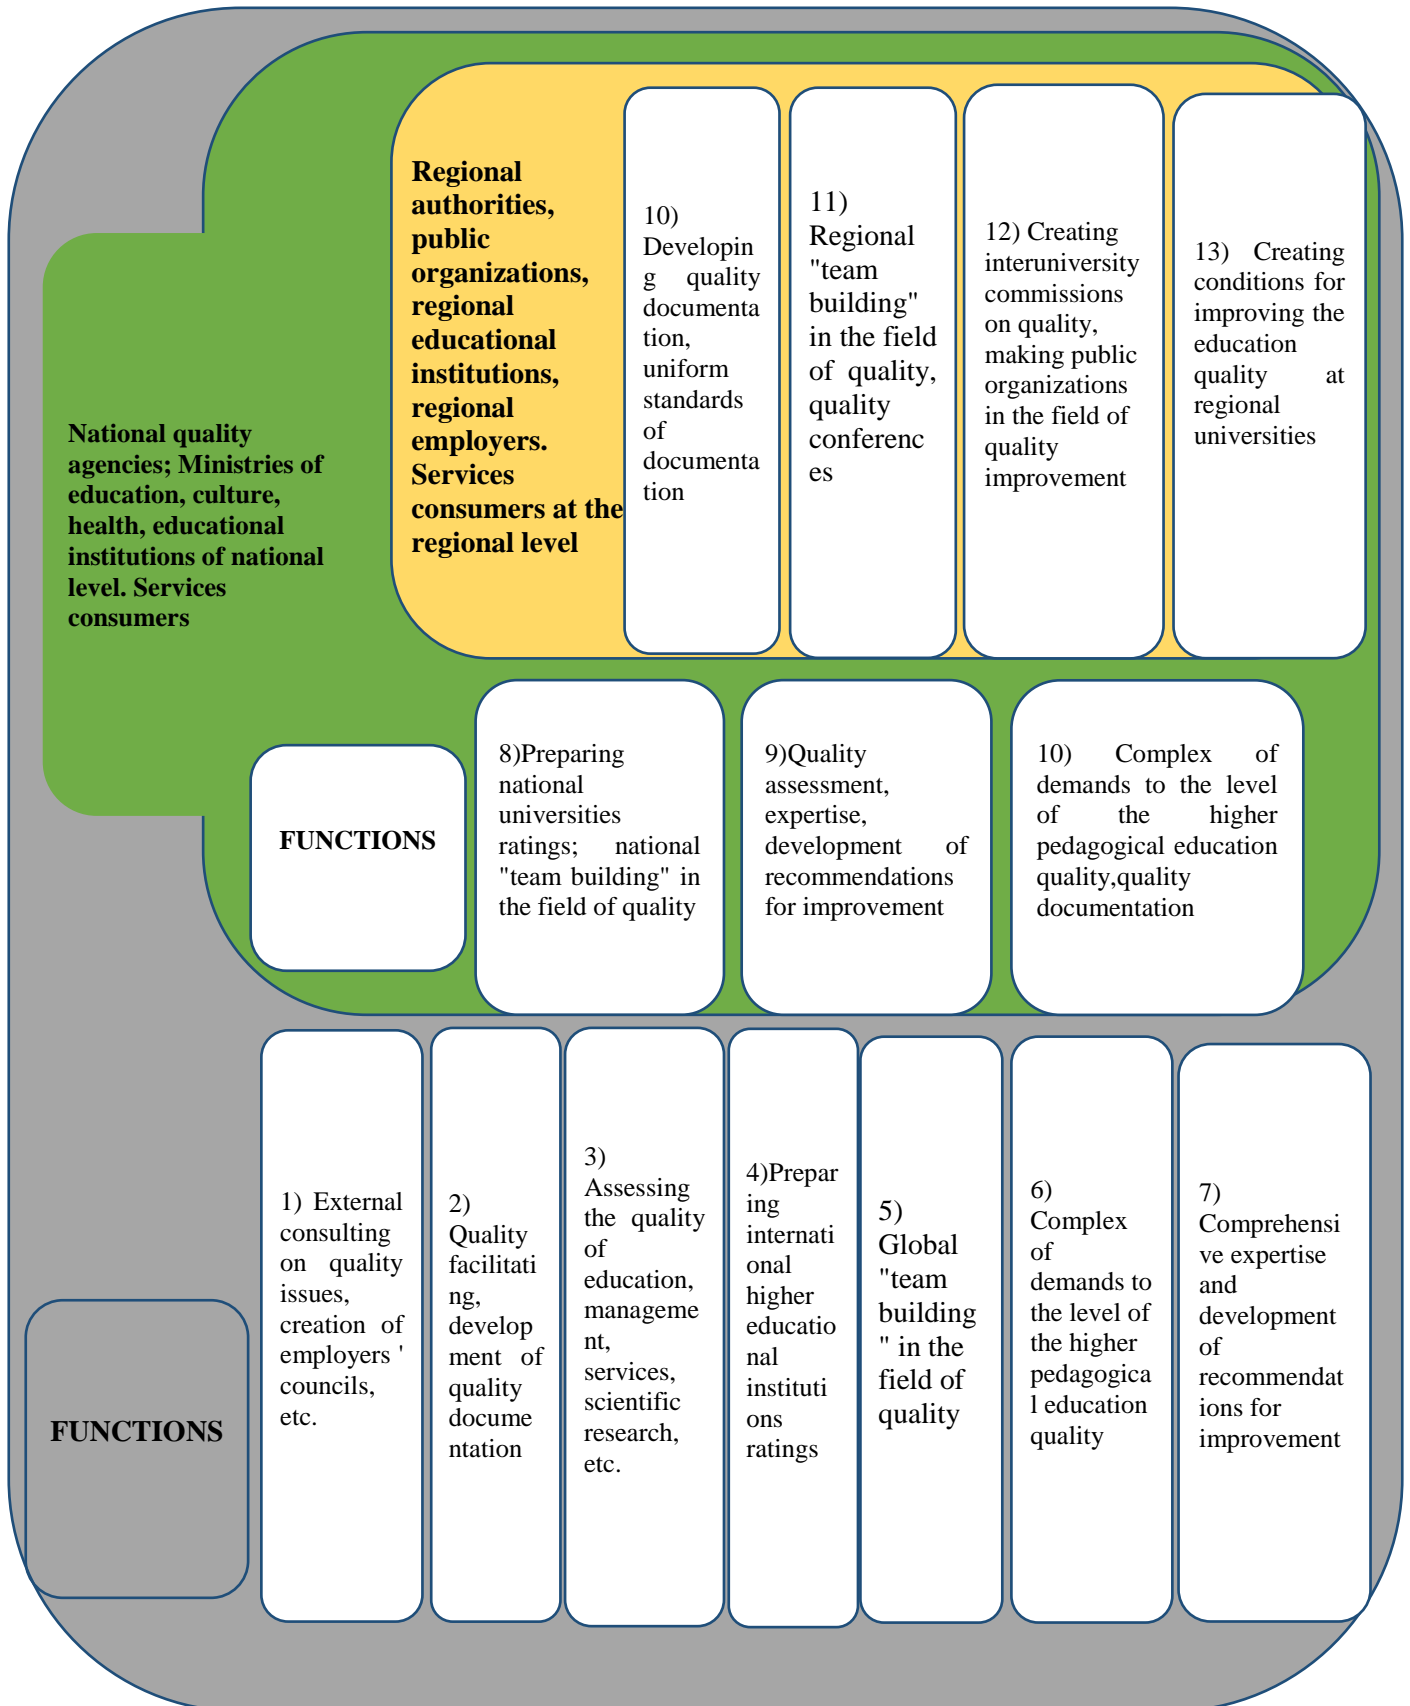 Regional
authorities,
public
organizations,
regional
educational
institutions,
regional
employers.
Services
consumers at the
regional level
10)
Developin
g quality
documenta
tion,
uniform
standards
of
documenta
tion
11)
Regional
"team
building"
in the field
of quality,
quality
conferenc
es
12) Creating
interuniversity
commissions
on quality,
making public
organizations
in the field of
quality
improvement
13) Creating
conditions for
improving the
education
quality at
regional
universities
National quality
agencies; Ministries of
education, culture,
health, educational
institutions of national
level. Services
consumers
FUNCTIONS
8)Preparing
national
universities
ratings; national
"team building" in
the field of quality
9)Quality
assessment,
expertise,
development of
recommendations
for improvement
10) Complex of
demands to the level
of the higher
pedagogical education
quality,quality
documentation
FUNCTIONS
1) External
consulting
on quality
issues,
creation of
employers '
councils,
etc.
2)
Quality
facilitati
ng,
develop
ment of
quality
docume
ntation
3)
Assessing
the quality
of
education,
manageme
nt,
services,
scientific
research,
etc.
4)Prepar
ing
internati
onal
higher
educatio
nal
instituti
ons
ratings
5)
Global
"team
building
" in the
field of
quality
6)
Complex
of
demands to
the level of
the higher
pedagogica
l education
quality
7)
Comprehensi
ve expertise
and
development
of
recommendat
ions for
improvement